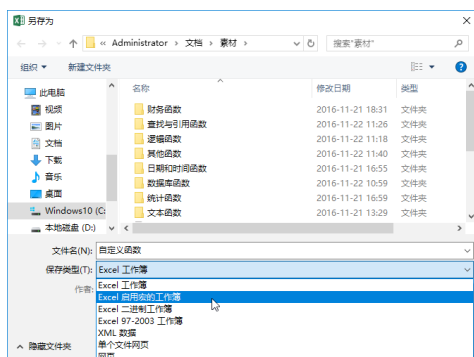 另存为
« Administrator › 文档 › 素材 ›
搜索"素材"
组织 新建文件夹
名称 修改日期 类型
此电脑
视频
图片
文档
下载
音乐
桌面
Windows10 (C:
本地磁盘 (D:)
财务函数 2016-11-21 18:31 文件夹
查找与引用函数 2016-11-22 11:26 文件夹
逻辑函数 2016-11-22 11:18 文件夹
其他函数 2016-11-22 11:40 文件夹
日期和时间函数 2016-11-21 16:55 文件夹
数据库函数 2016-11-22 10:59 文件夹
统计函数 2016-11-21 16:59 文件夹
文本函数 2016-11-21 13:29 文件夹
文件名(N): 自定义函数
保存类型(T): Excel 工作簿
作者:
Excel 工作簿
Excel 启用宏的工作簿
Excel 二进制工作簿
Excel 97-2003 工作簿
XML 数据
单个文件网页
网页
隐藏文件夹